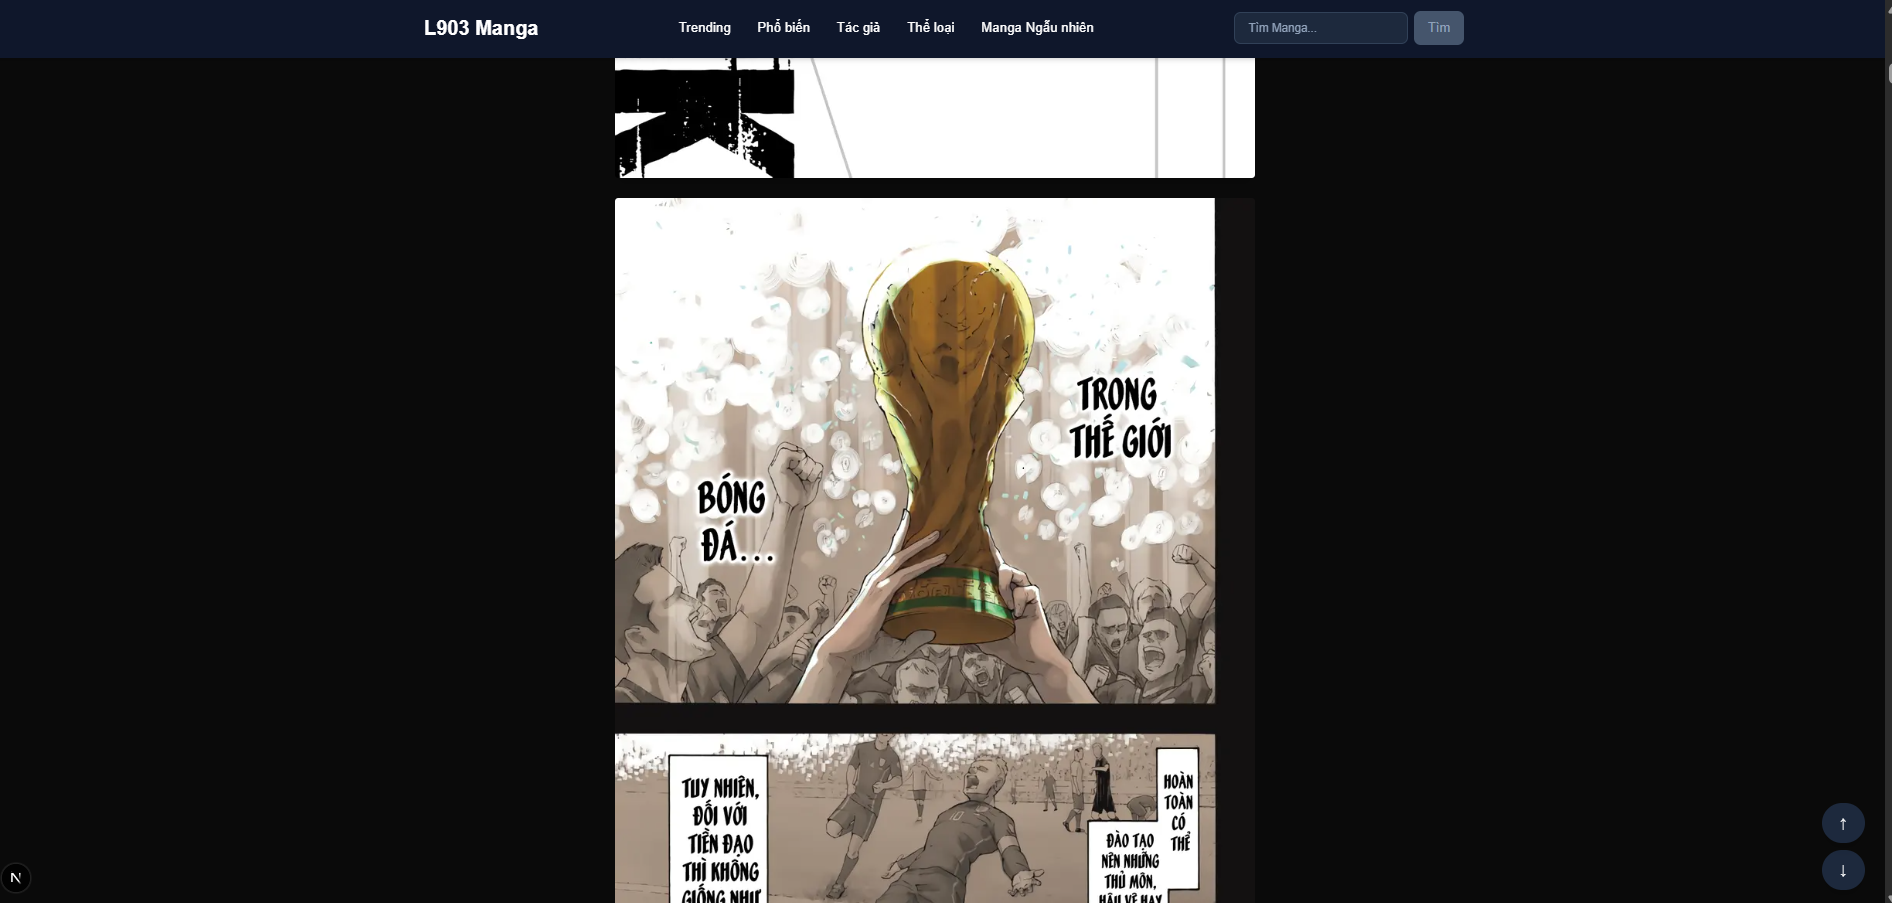 L903 Manga
Trending
Phổ biến
Tác giả
Thể loại
Manga Ngẫu nhiên
Tìm Manga...
Tìm
TRONG
THẾ GIỚI
BÓNG
ĐÁ...
HOÀN
TOÀN
CÓ
THỂ
ĐÀO TẠO
NÊN NHỮNG
THỦ MÔN,
HẬU VỆ HAY
TUY NHIÊN,
ĐỐI VỚI
TIỀN ĐẠO
THÌ KHÔNG
GIỐNG NHƯ
N
↑
↓